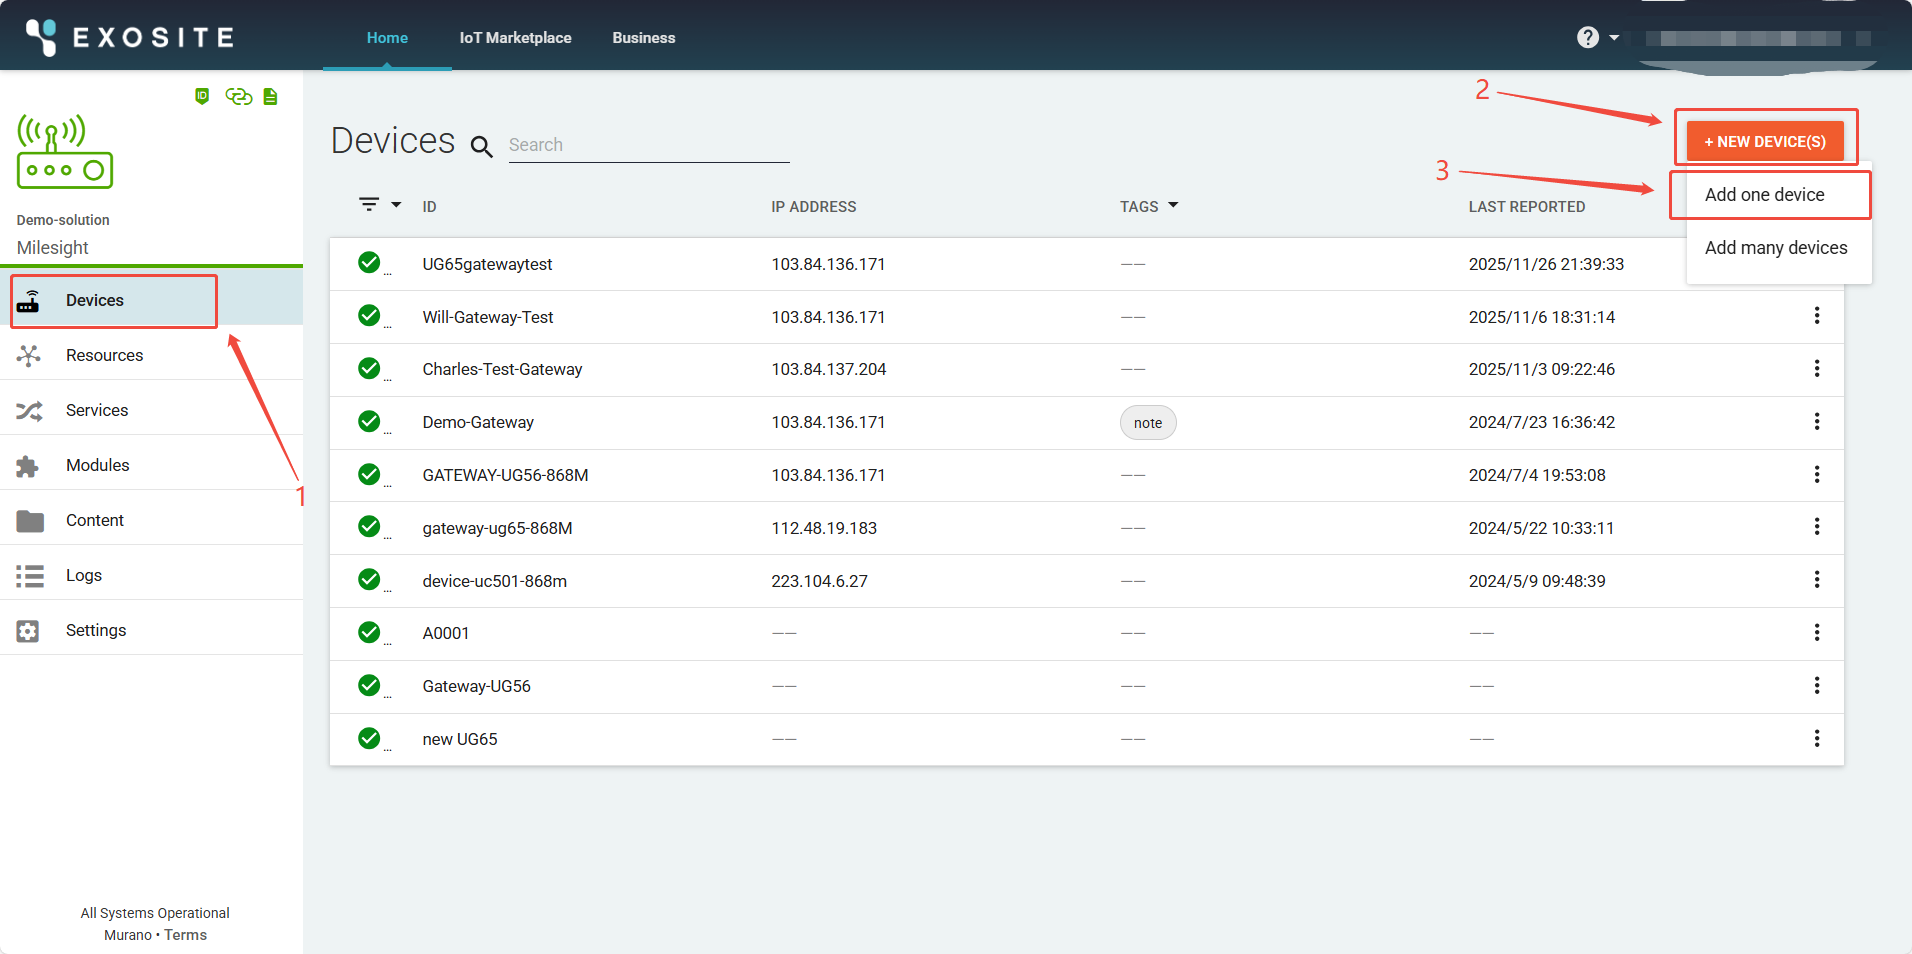 EXOSITE
Home
IoT Marketplace
Business
?
ID
Demo-solution
Milesight
Devices
Resources
Services
Modules
Content
Logs
Settings
All Systems Operational
Murano • Terms
1
Devices
Search
2
+ NEW DEVICE(S)
3
Add one device
Add many devices
ID IP ADDRESS TAGS LAST REPORTED
... UG65gatewaytest 103.84.136.171 —— 2025/11/26 21:39:33
... Will-Gateway-Test 103.84.136.171 —— 2025/11/6 18:31:14
... Charles-Test-Gateway 103.84.137.204 —— 2025/11/3 09:22:46
... Demo-Gateway 103.84.136.171 note 2024/7/23 16:36:42
... GATEWAY-UG56-868M 103.84.136.171 —— 2024/7/4 19:53:08
... gateway-ug65-868M 112.48.19.183 —— 2024/5/22 10:33:11
... device-uc501-868m 223.104.6.27 —— 2024/5/9 09:48:39
... A0001 —— —— ——
... Gateway-UG56 —— —— ——
... new UG65 —— —— ——